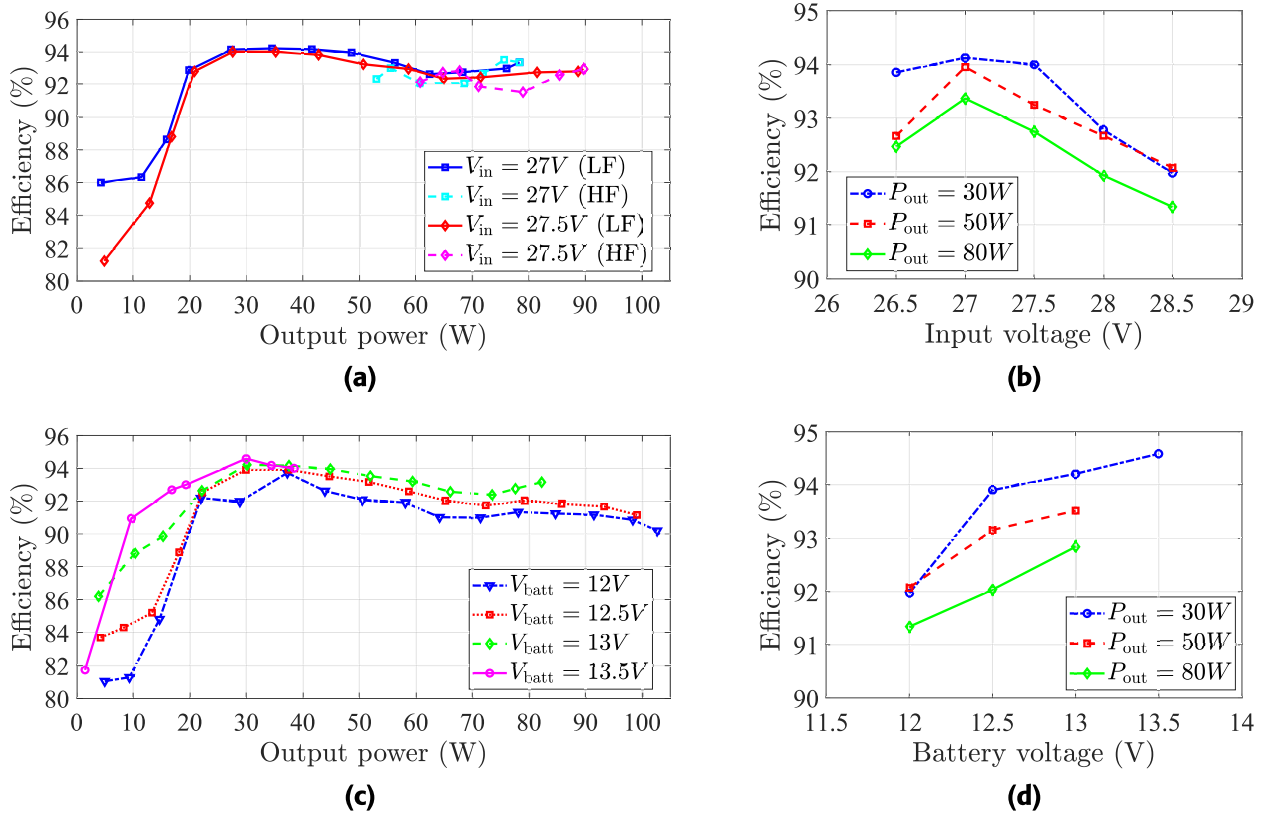 96
94
92
90
88
86
84
82
80
Efficiency (%)
V_in = 27V (LF)
V_in = 27V (HF)
V_in = 27.5V (LF)
V_in = 27.5V (HF)
0 10 20 30 40 50 60 70 80 90 100
Output power (W)
(a)
95
94
93
92
91
90
Efficiency (%)
P_out = 30W
P_out = 50W
P_out = 80W
26 26.5 27 27.5 28 28.5 29
Input voltage (V)
(b)
96
94
92
90
88
86
84
82
80
Efficiency (%)
V_batt = 12V
V_batt = 12.5V
V_batt = 13V
V_batt = 13.5V
0 10 20 30 40 50 60 70 80 90 100
Output power (W)
(c)
95
94
93
92
91
90
Efficiency (%)
P_out = 30W
P_out = 50W
P_out = 80W
11.5 12 12.5 13 13.5 14
Battery voltage (V)
(d)